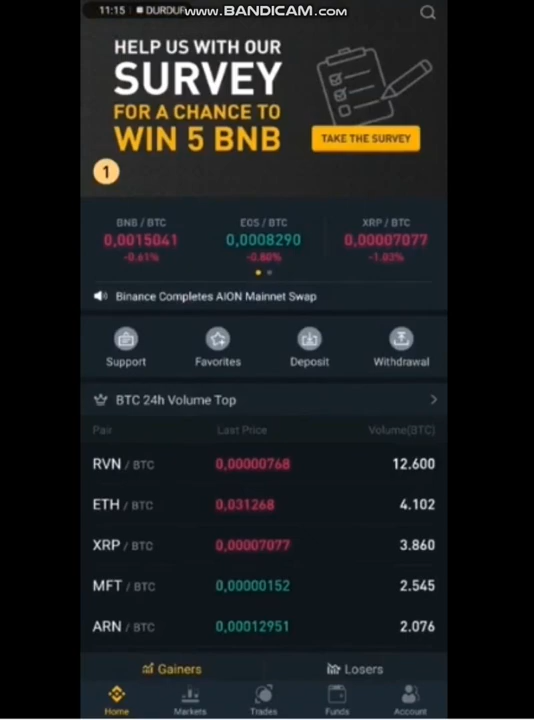 11:15 DURDUR
www.BANDICAM.com
HELP US WITH OUR
SURVEY
FOR A CHANCE TO
WIN 5 BNB
TAKE THE SURVEY
1
BNB / BTC EOS / BTC XRP / BTC
0,0015041 0,0008290 0,00007077
-0.61% -0.80% -1.03%
Binance Completes AION Mainnet Swap
Support Favorites Deposit Withdrawal
BTC 24h Volume Top
Pair Last Price Volume(BTC)
RVN / BTC 0,00000768 12.600
ETH / BTC 0,031268 4.102
XRP / BTC 0,00007077 3.860
MFT / BTC 0,00000152 2.545
ARN / BTC 0,00012951 2.076
Gainers Losers
Home Markets Trades Funds Account